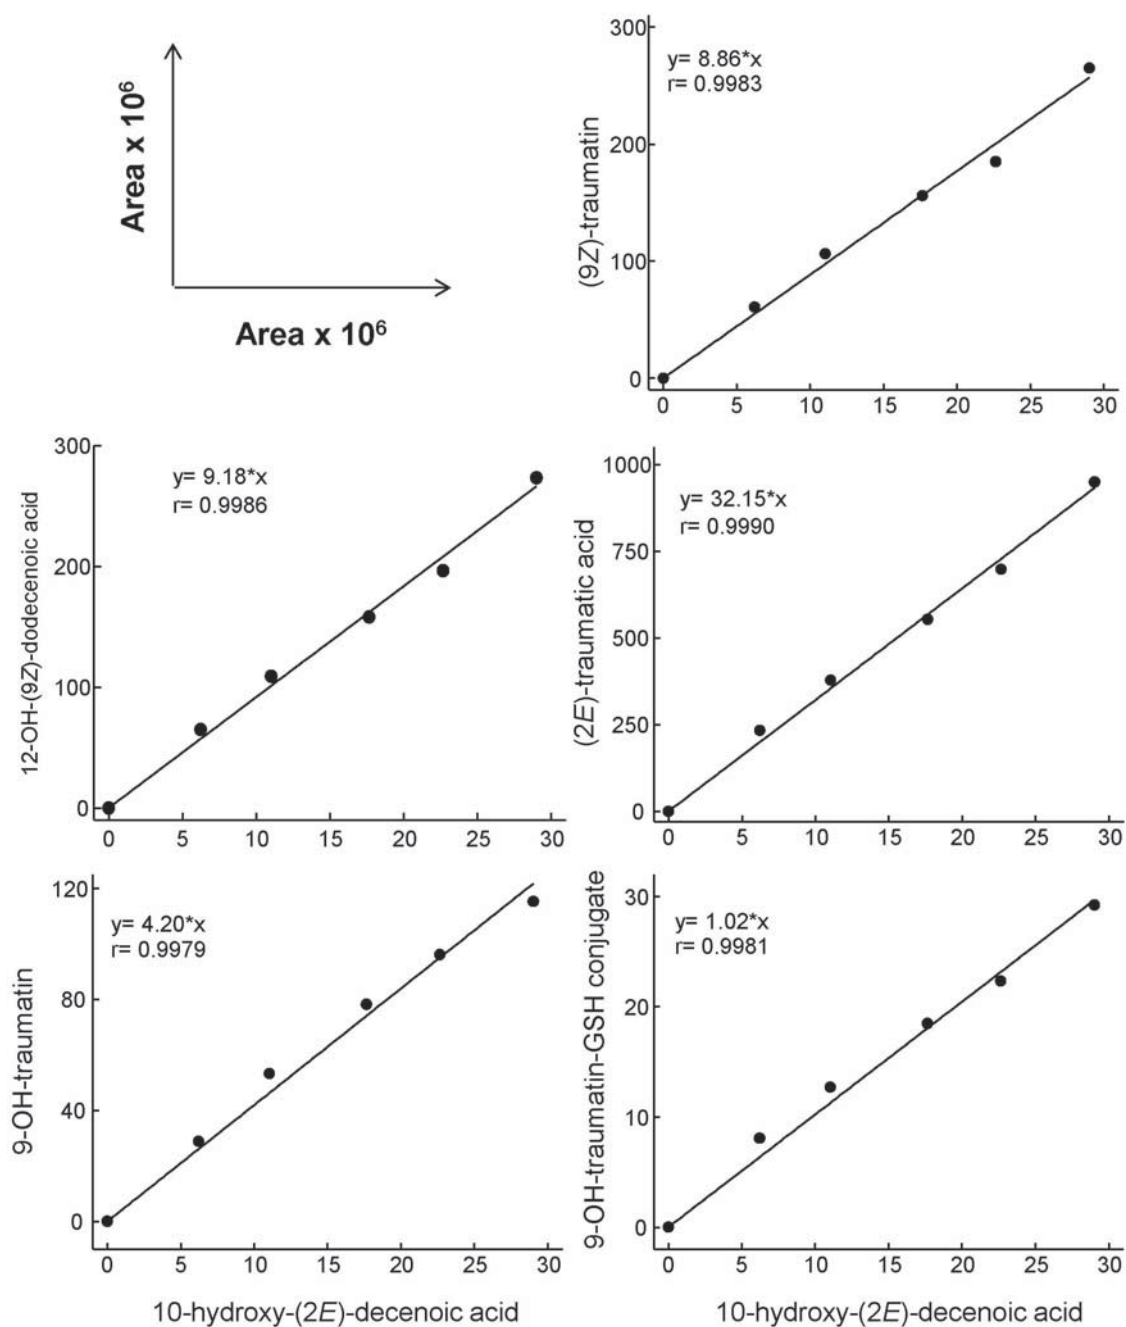 Area x 10⁶
Area x 10⁶
300
200
100
0
(9Z)-traumatin
y= 8.86*x
r= 0.9983
0 5 10 15 20 25 30
300
200
100
0
12-OH-(9Z)-dodecenoic acid
y= 9.18*x
r= 0.9986
0 5 10 15 20 25 30
1000
750
500
250
0
(2E)-traumatic acid
y= 32.15*x
r= 0.9990
0 5 10 15 20 25 30
120
80
40
0
9-OH-traumatin
y= 4.20*x
r= 0.9979
0 5 10 15 20 25 30
10-hydroxy-(2E)-decenoic acid
30
20
10
0
9-OH-traumatin-GSH conjugate
y= 1.02*x
r= 0.9981
0 5 10 15 20 25 30
10-hydroxy-(2E)-decenoic acid